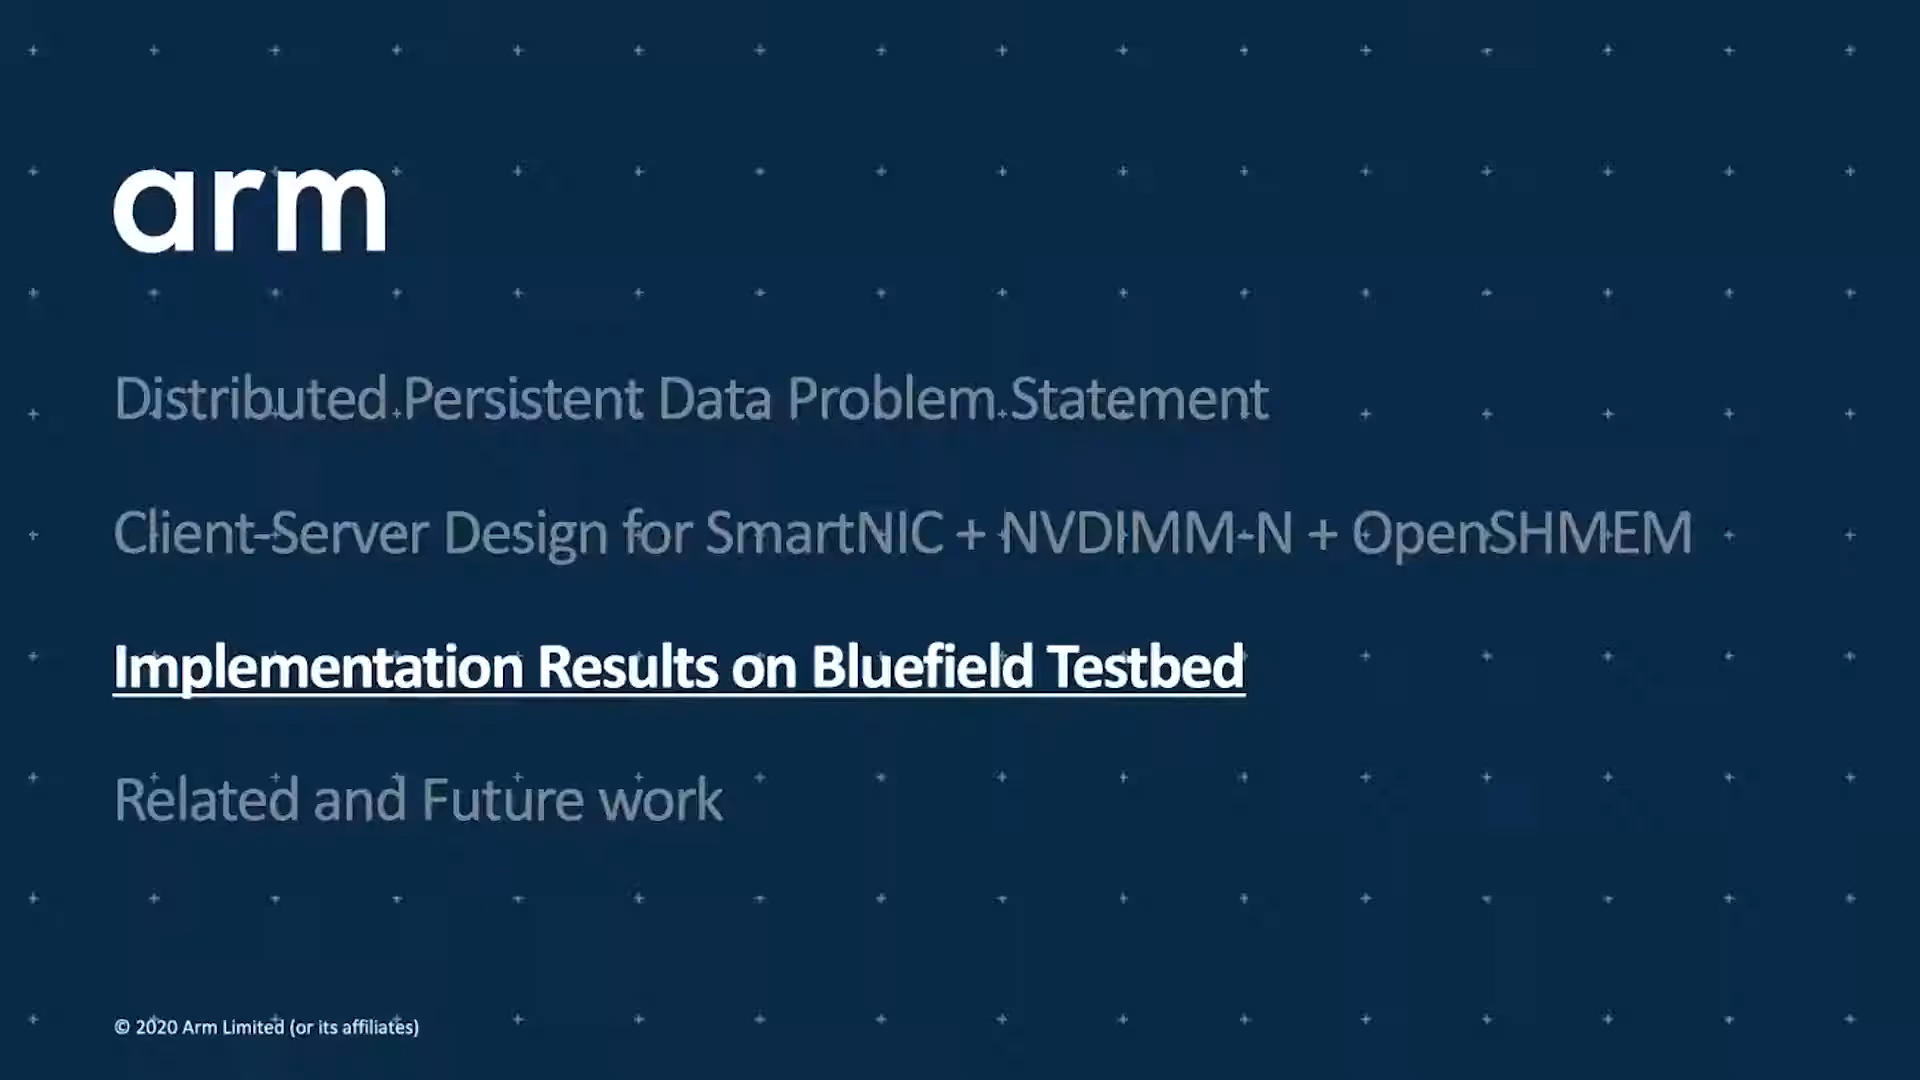 arm
Distributed Persistent Data Problem Statement
Client-Server Design for SmartNIC + NVDIMM-N + OpenSHMEM
Implementation Results on Bluefield Testbed
Related and Future work
© 2020 Arm Limited (or its affiliates)